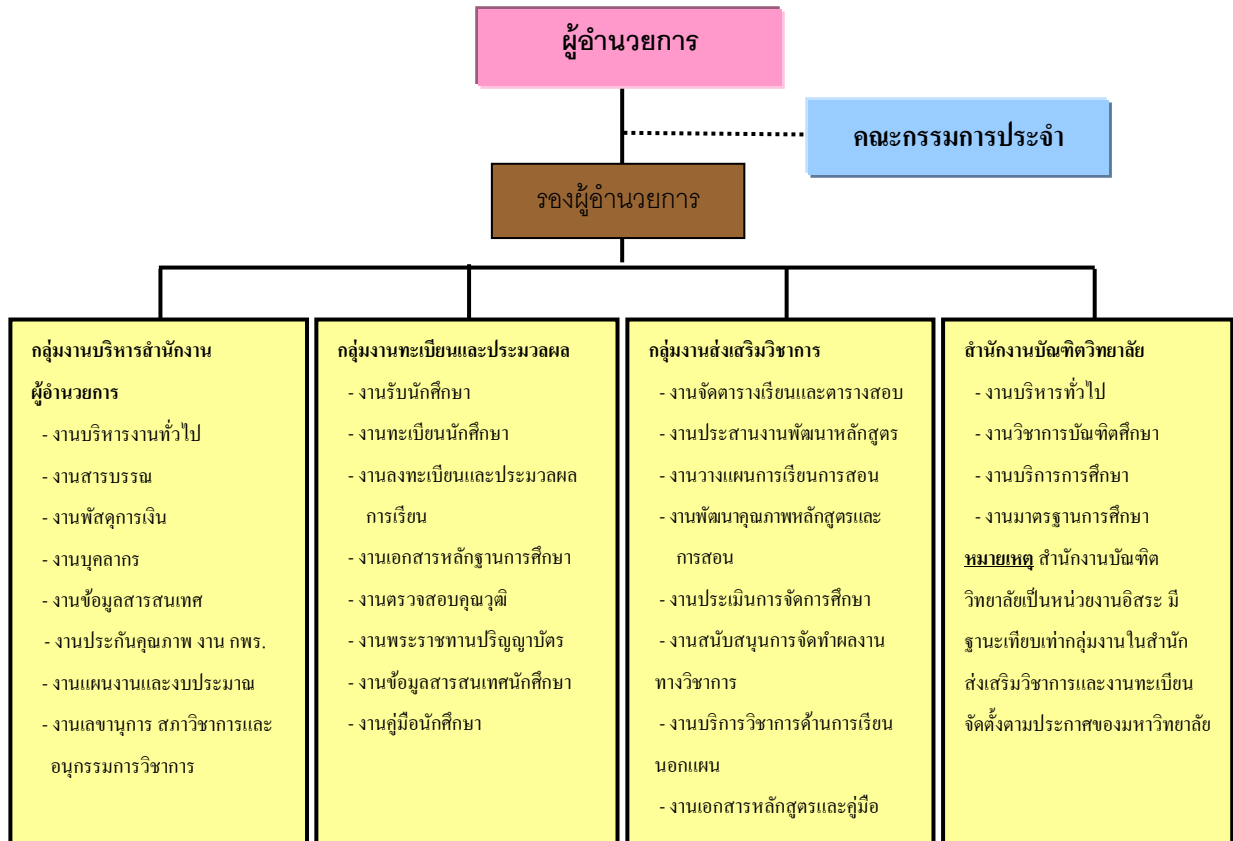 ผู้อำนวยการ
คณะกรรมการประจำ
รองผู้อำนวยการ
กลุ่มงานบริหารสำนักงาน
ผู้อำนวยการ
- งานบริหารงานทั่วไป
- งานสารบรรณ
- งานพัสดุการเงิน
- งานบุคลากร
- งานข้อมูลสารสนเทศ
- งานประกันคุณภาพ งาน กพร.
- งานแผนงานและงบประมาณ
- งานเลขานุการ สภาวิชาการและ
อนุกรรมการวิชาการ
กลุ่มงานทะเบียนและประมวลผล
- งานรับนักศึกษา
- งานทะเบียนนักศึกษา
- งานลงทะเบียนและประมวลผล
การเรียน
- งานเอกสารหลักฐานการศึกษา
- งานตรวจสอบคุณวุฒิ
- งานพระราชทานปริญญาบัตร
- งานข้อมูลสารสนเทศนักศึกษา
- งานคู่มือนักศึกษา
กลุ่มงานส่งเสริมวิชาการ
- งานจัดตารางเรียนและตารางสอบ
- งานประสานงานพัฒนาหลักสูตร
- งานวางแผนการเรียนการสอน
- งานพัฒนาคุณภาพหลักสูตรและ
การสอน
- งานประเมินการจัดการศึกษา
- งานสนับสนุนการจัดทำผลงาน
ทางวิชาการ
- งานบริการวิชาการด้านการเรียน
นอกแผน
- งานเอกสารหลักสูตรและคู่มือ
สำนักงานบัณฑิตวิทยาลัย
- งานบริหารทั่วไป
- งานวิชาการบัณฑิตศึกษา
- งานบริการการศึกษา
- งานมาตรฐานการศึกษา
หมายเหตุ สำนักงานบัณฑิต
วิทยาลัยเป็นหน่วยงานอิสระ มี
ฐานะเทียบเท่ากลุ่มงานในสำนัก
ส่งเสริมวิชาการและงานทะเบียน
จัดตั้งตามประกาศของมหาวิทยาลัย